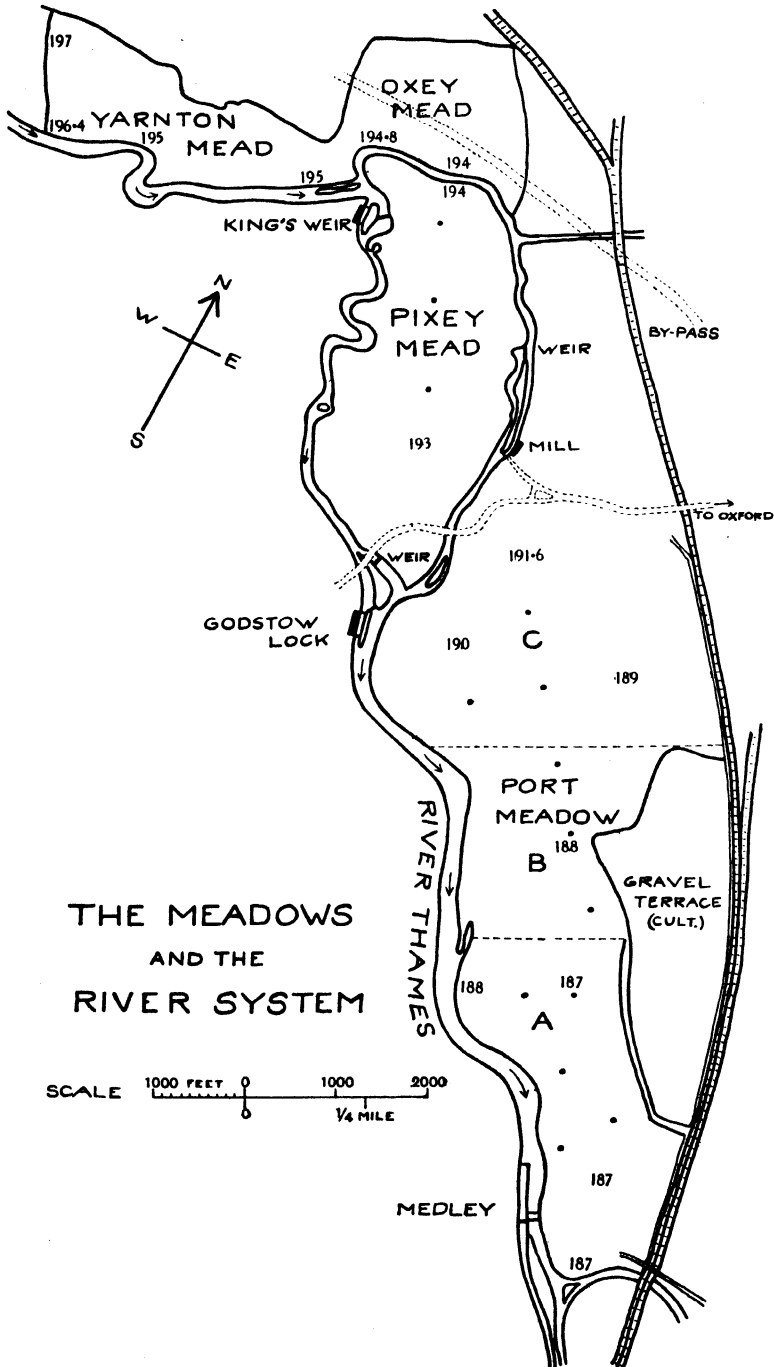 197
OXEY
MEAD
196·4
YARNTON
MEAD
195
194·8
194
195
194
KING'S WEIR
N
W
E
S
PIXEY
MEAD
BY-PASS
WEIR
193
MILL
TO OXFORD
WEIR
191·6
GODSTOW
LOCK
190
C
189
PORT
MEADOW
188
B
GRAVEL
TERRACE
(CULT.)
RIVER THAMES
THE MEADOWS
AND THE
RIVER SYSTEM
188
187
A
SCALE
1000 FEET 0 1000 2000
0 1/4 MILE
187
MEDLEY
187